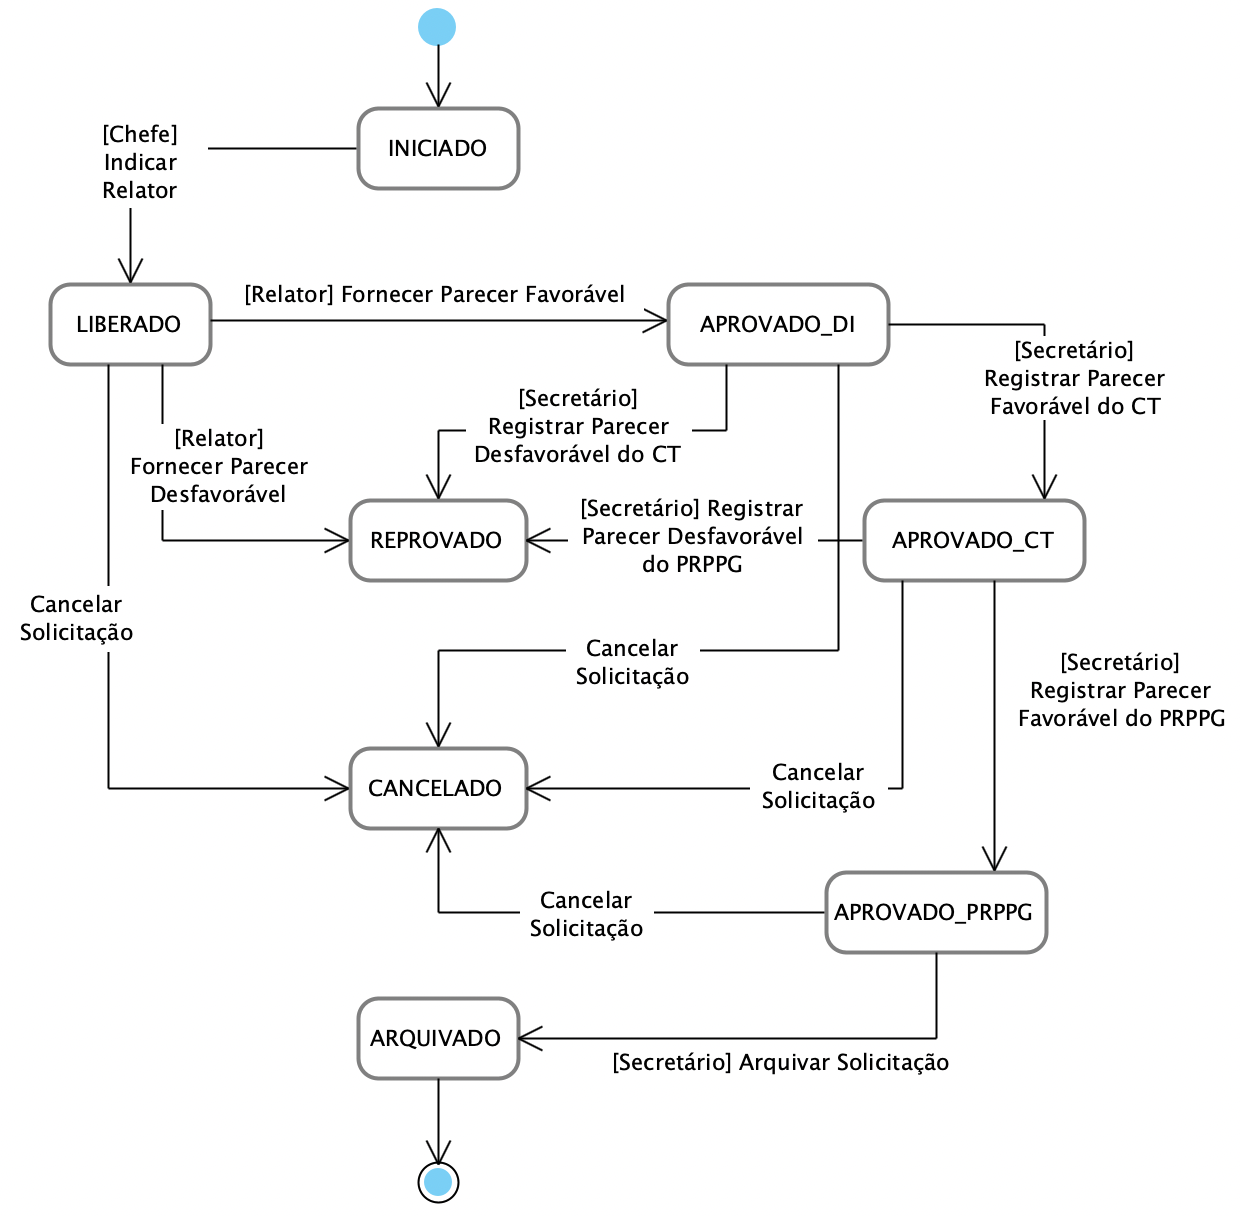 INICIADO
[Chefe]
Indicar
Relator
LIBERADO
[Relator] Fornecer Parecer Favorável
APROVADO_DI
[Secretário]
Registrar Parecer
Favorável do CT
[Secretário]
Registrar Parecer
Desfavorável do CT
[Relator]
Fornecer Parecer
Desfavorável
REPROVADO
[Secretário] Registrar
Parecer Desfavorável
do PRPPG
APROVADO_CT
Cancelar
Solicitação
Cancelar
Solicitação
[Secretário]
Registrar Parecer
Favorável do PRPPG
CANCELADO
Cancelar
Solicitação
Cancelar
Solicitação
APROVADO_PRPPG
ARQUIVADO
[Secretário] Arquivar Solicitação